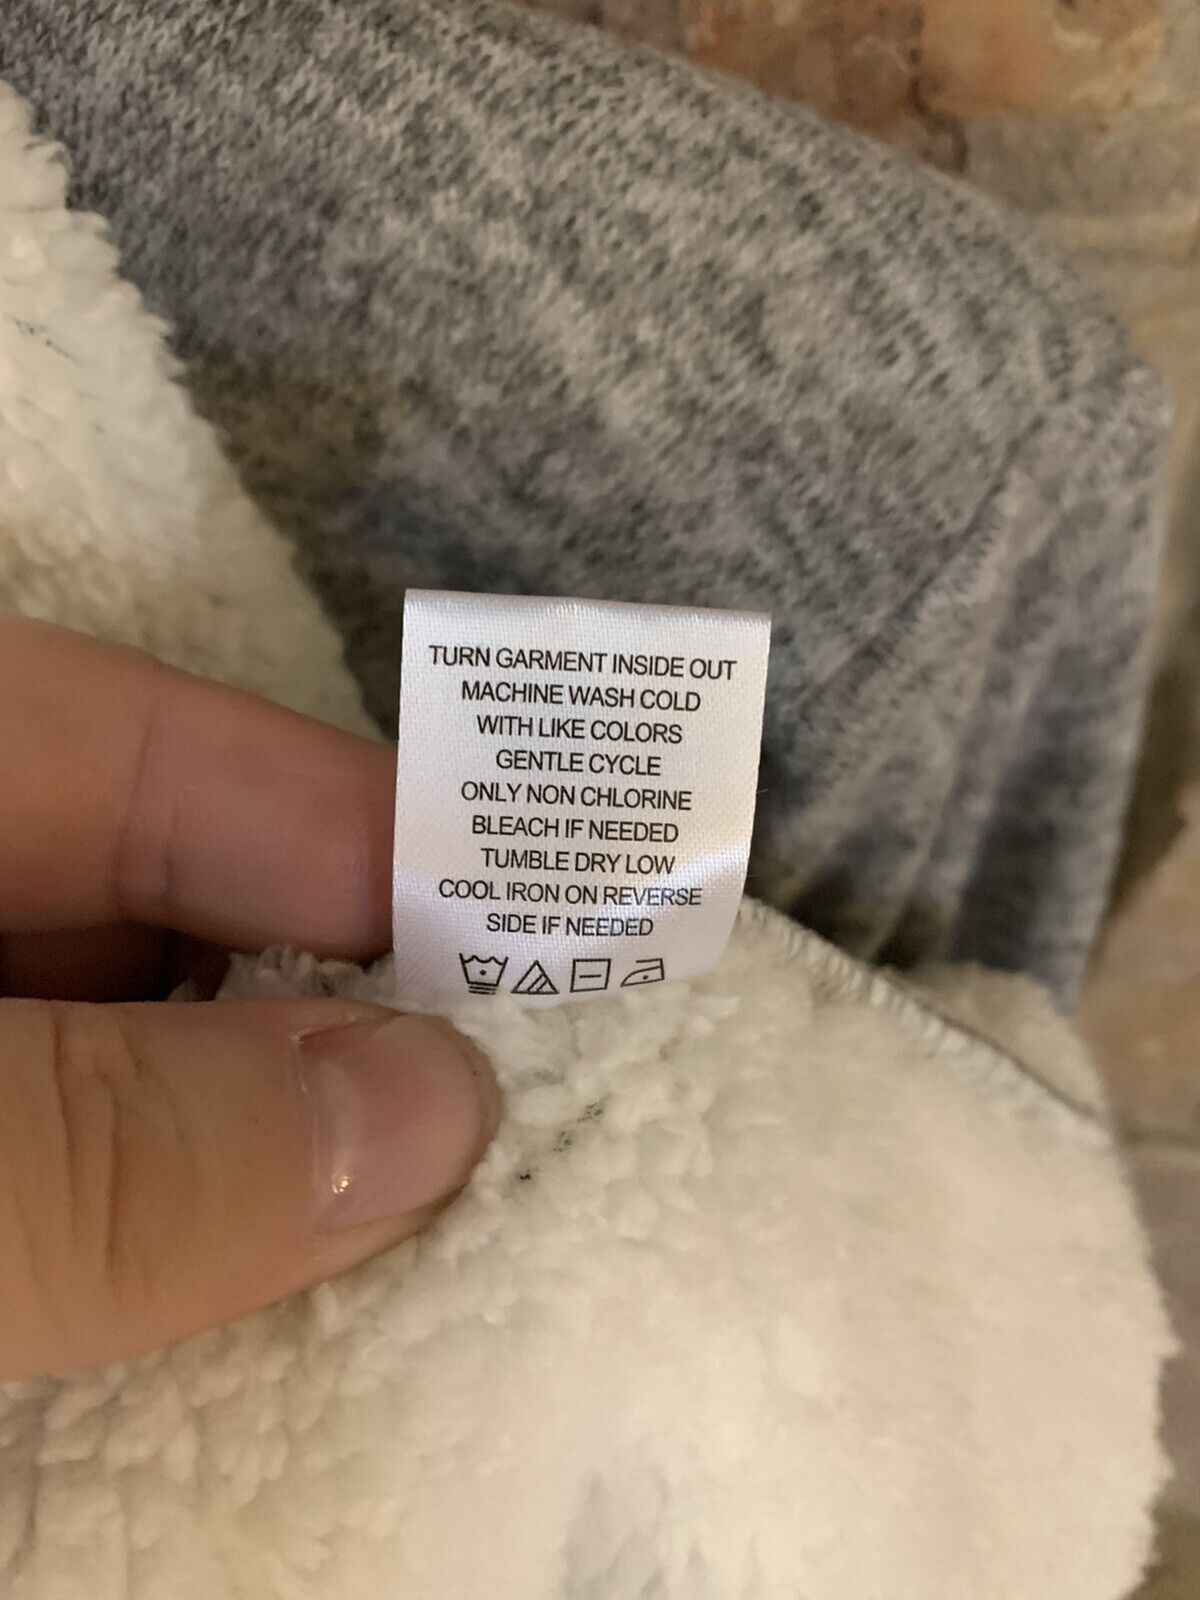 TURN GARMENT INSIDE OUT
MACHINE WASH COLD
WITH LIKE COLORS
GENTLE CYCLE
ONLY NON CHLORINE
BLEACH IF NEEDED
TUMBLE DRY LOW
COOL IRON ON REVERSE
SIDE IF NEEDED